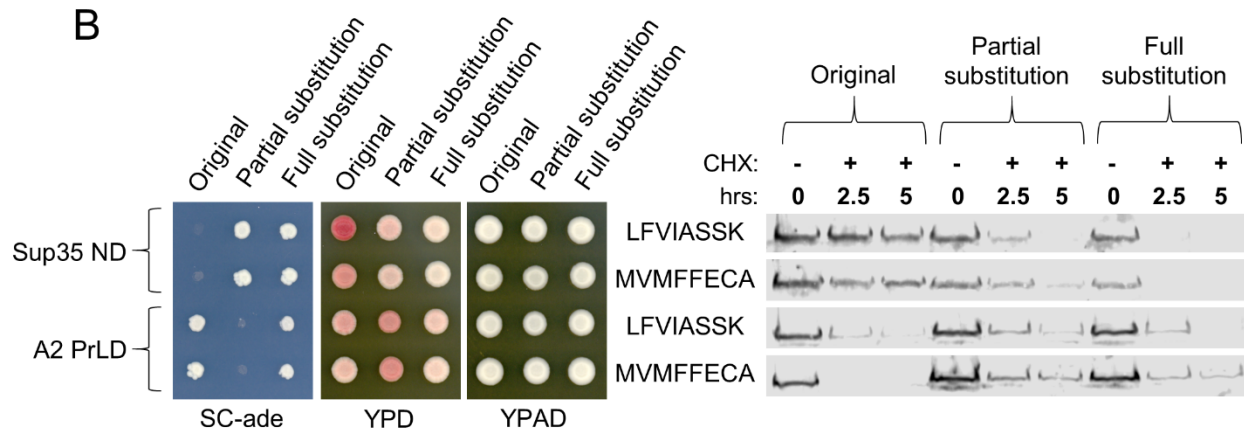 B
Original
Partial substitution
Full substitution
Original
Partial substitution
Full substitution
Original
Partial substitution
Full substitution
Sup35 ND
A2 PrLD
SC-ade
YPD
YPAD
Original
Partial
substitution
Full
substitution
CHX: - + + - + + - + +
hrs: 0 2.5 5 0 2.5 5 0 2.5 5
LFVIASSK
MVMFFECA
LFVIASSK
MVMFFECA